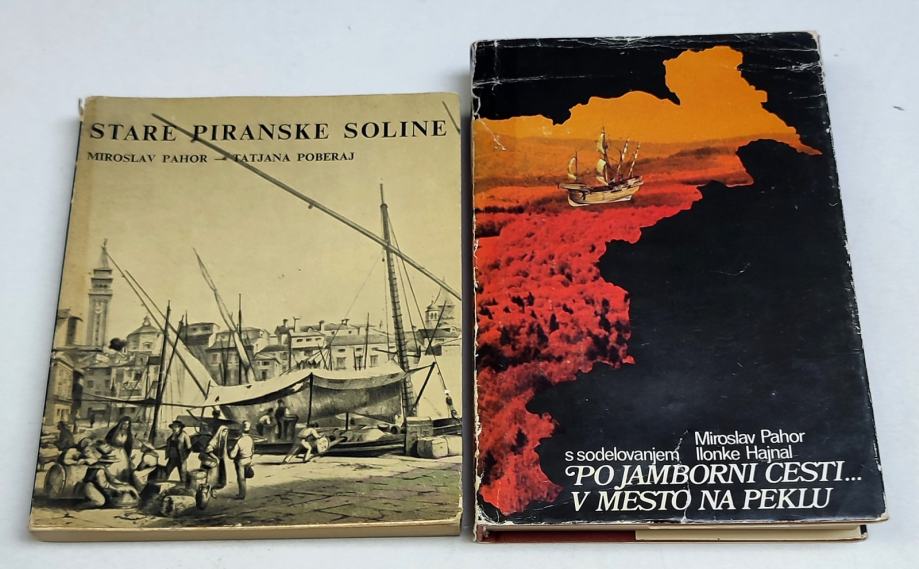 STARE PIRANSKE SOLINE
MIROSLAV PAHOR — TATJANA POBERAJ
Miroslav Pahor
s sodelovanjem Ilonke Hajnal
PO JAMBORNI CESTI...
V MESTO NA PEKLU